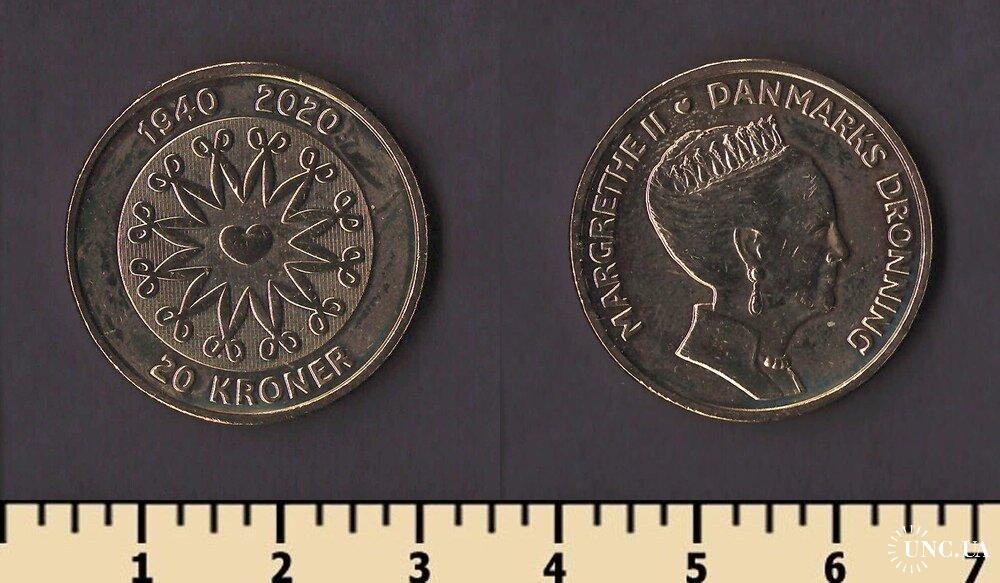 1940 2020
20 KRONER
MARGRETHE II DANMARKS DRONNING
1 2 3 4 5 6 7
UNC.UA